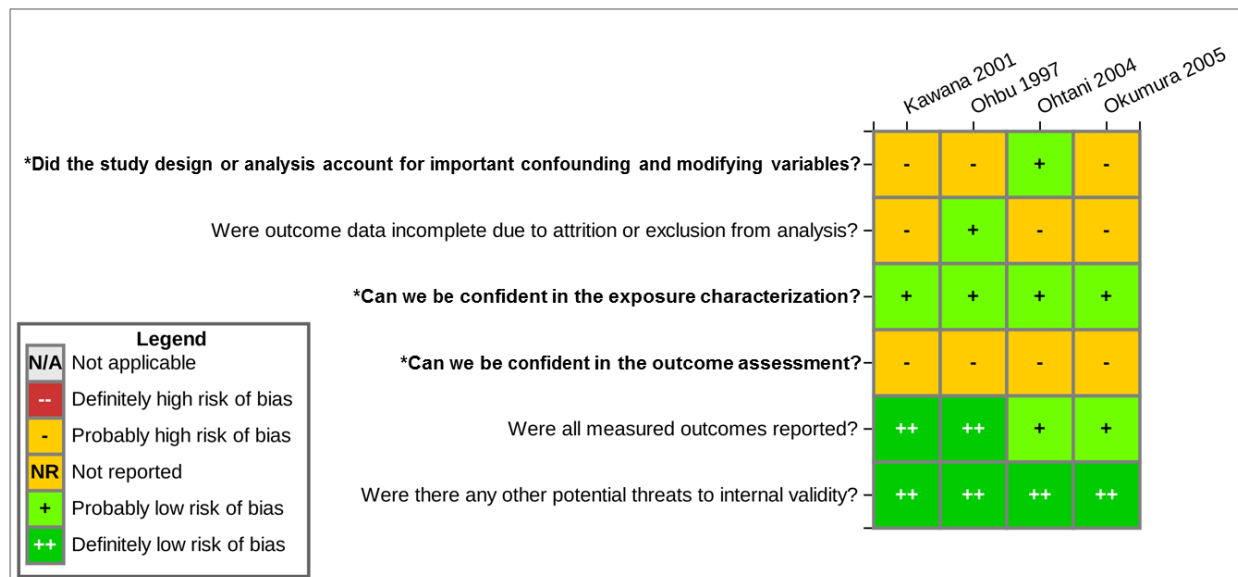 Kawana 2001
Ohbu 1997
Ohtani 2004
Okumura 2005
*Did the study design or analysis account for important confounding and modifying variables? - - + -
Were outcome data incomplete due to attrition or exclusion from analysis? - + - -
*Can we be confident in the exposure characterization? + + + +
*Can we be confident in the outcome assessment? - - - -
Were all measured outcomes reported? ++ ++ + +
Were there any other potential threats to internal validity? ++ ++ ++ ++
Legend
N/A Not applicable
-- Definitely high risk of bias
- Probably high risk of bias
NR Not reported
+ Probably low risk of bias
++ Definitely low risk of bias